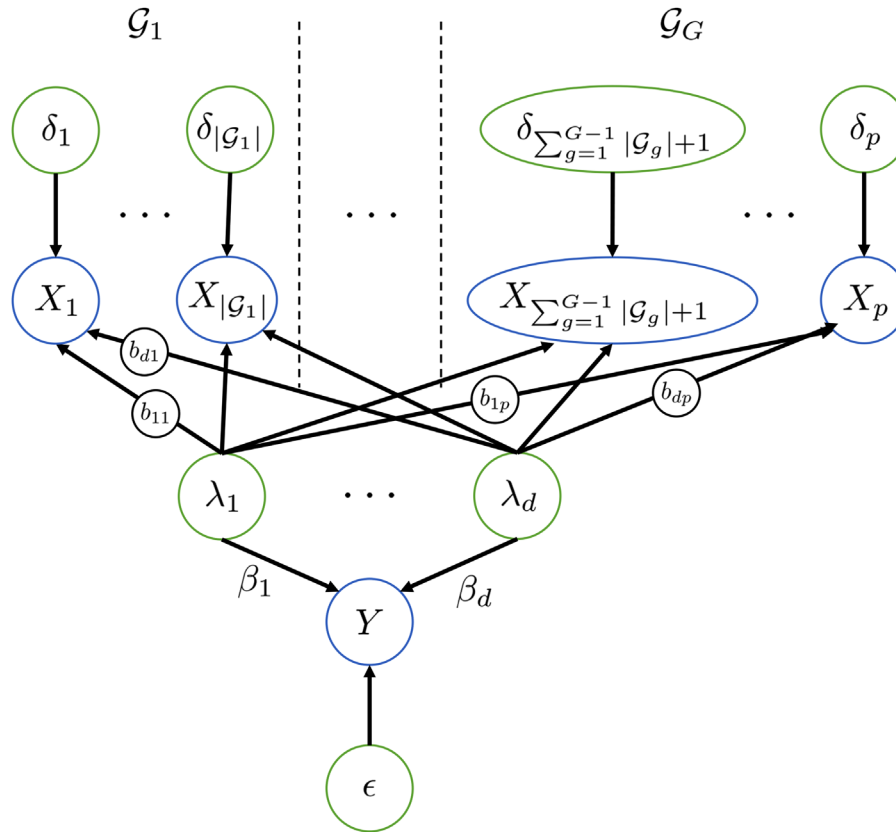 𝒢₁ 𝒢_G
δ₁ δ_{|𝒢₁|} δ_{∑_{g=1}^{G−1} |𝒢_g|+1} δ_p
⋯ ⋯ ⋯
X₁ X_{|𝒢₁|} X_{∑_{g=1}^{G−1} |𝒢_g|+1} X_p
b_{d1} b_{dp}
b_{11} b_{1p}
λ₁ ⋯ λ_d
β₁ β_d
Y
ϵ